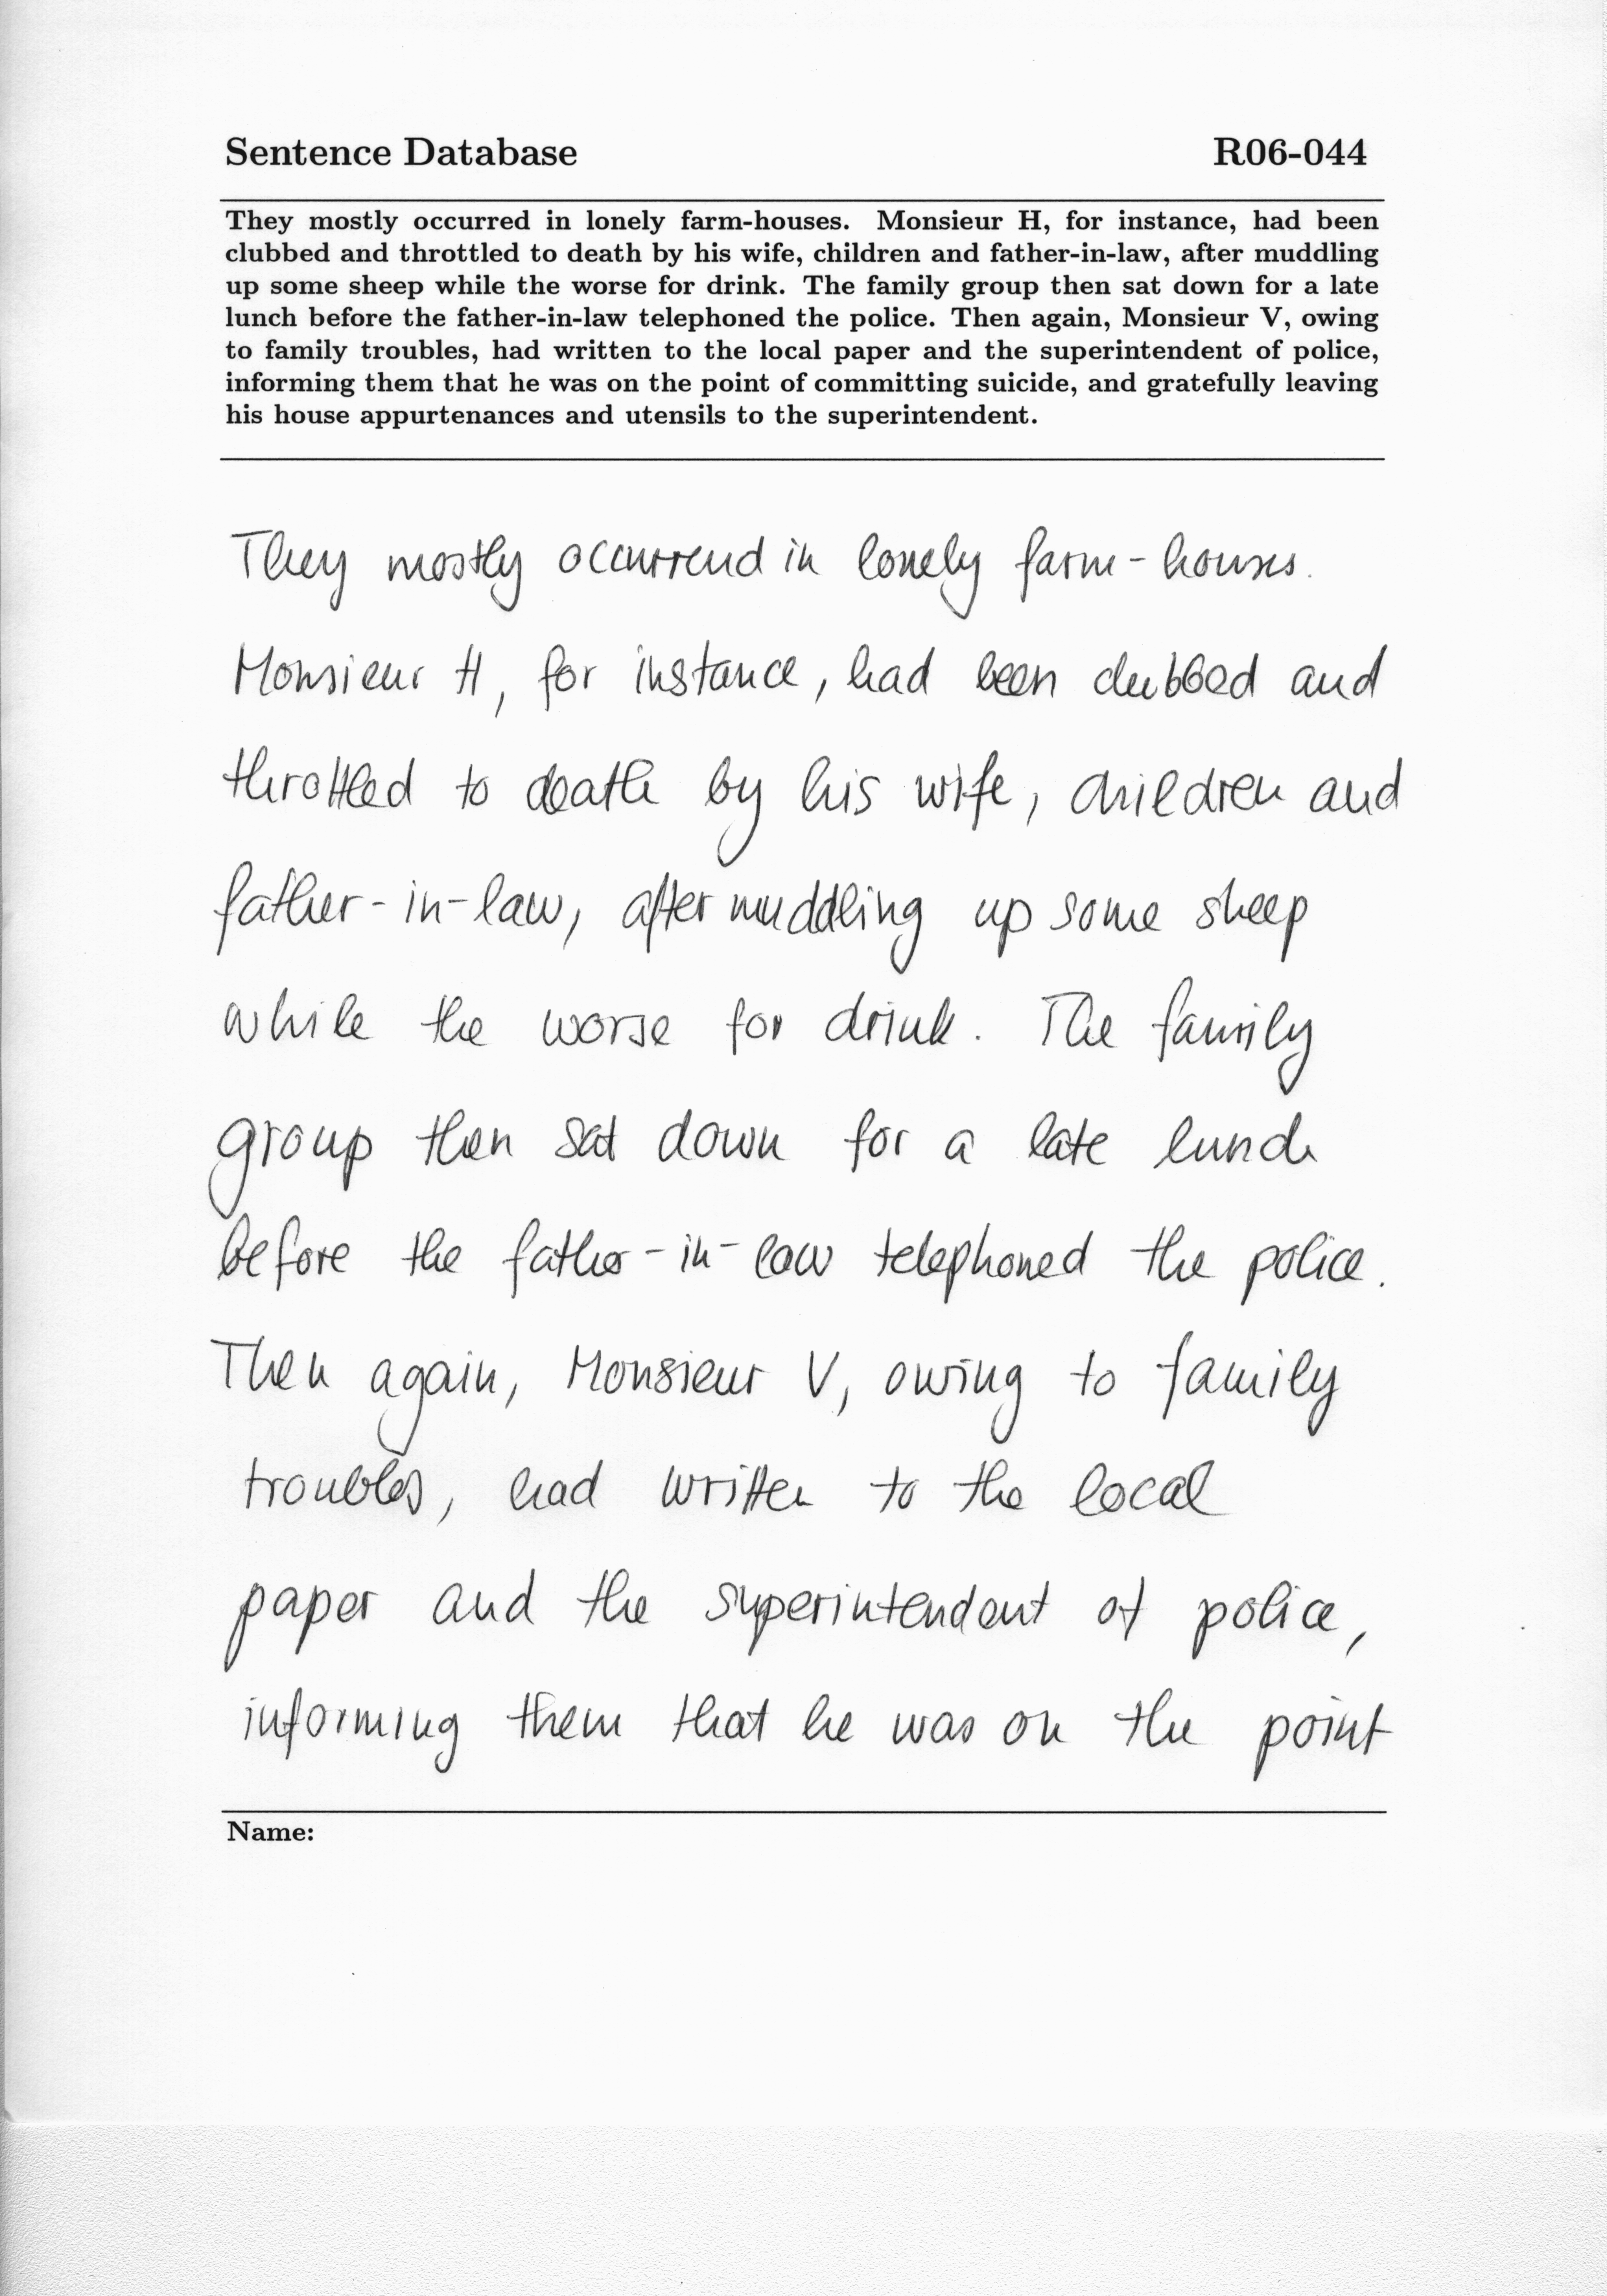 Sentence Database R06-044
They mostly occurred in lonely farm-houses. Monsieur H, for instance, had been
clubbed and throttled to death by his wife, children and father-in-law, after muddling
up some sheep while the worse for drink. The family group then sat down for a late
lunch before the father-in-law telephoned the police. Then again, Monsieur V, owing
to family troubles, had written to the local paper and the superintendent of police,
informing them that he was on the point of committing suicide, and gratefully leaving
his house appurtenances and utensils to the superintendent.
They mostly occurrend in lonely farm-houses.
Monsieur H, for instance, had been clubbed and
throttled to death by his wife, children and
father-in-law, after muddling up some sheep
while the worse for drink. The family
group then sat down for a late lunch
before the father-in-law telephoned the police.
Then again, Monsieur V, owing to family
troubles, had written to the local
paper and the superintendent of police,
informing them that he was on the point
Name: